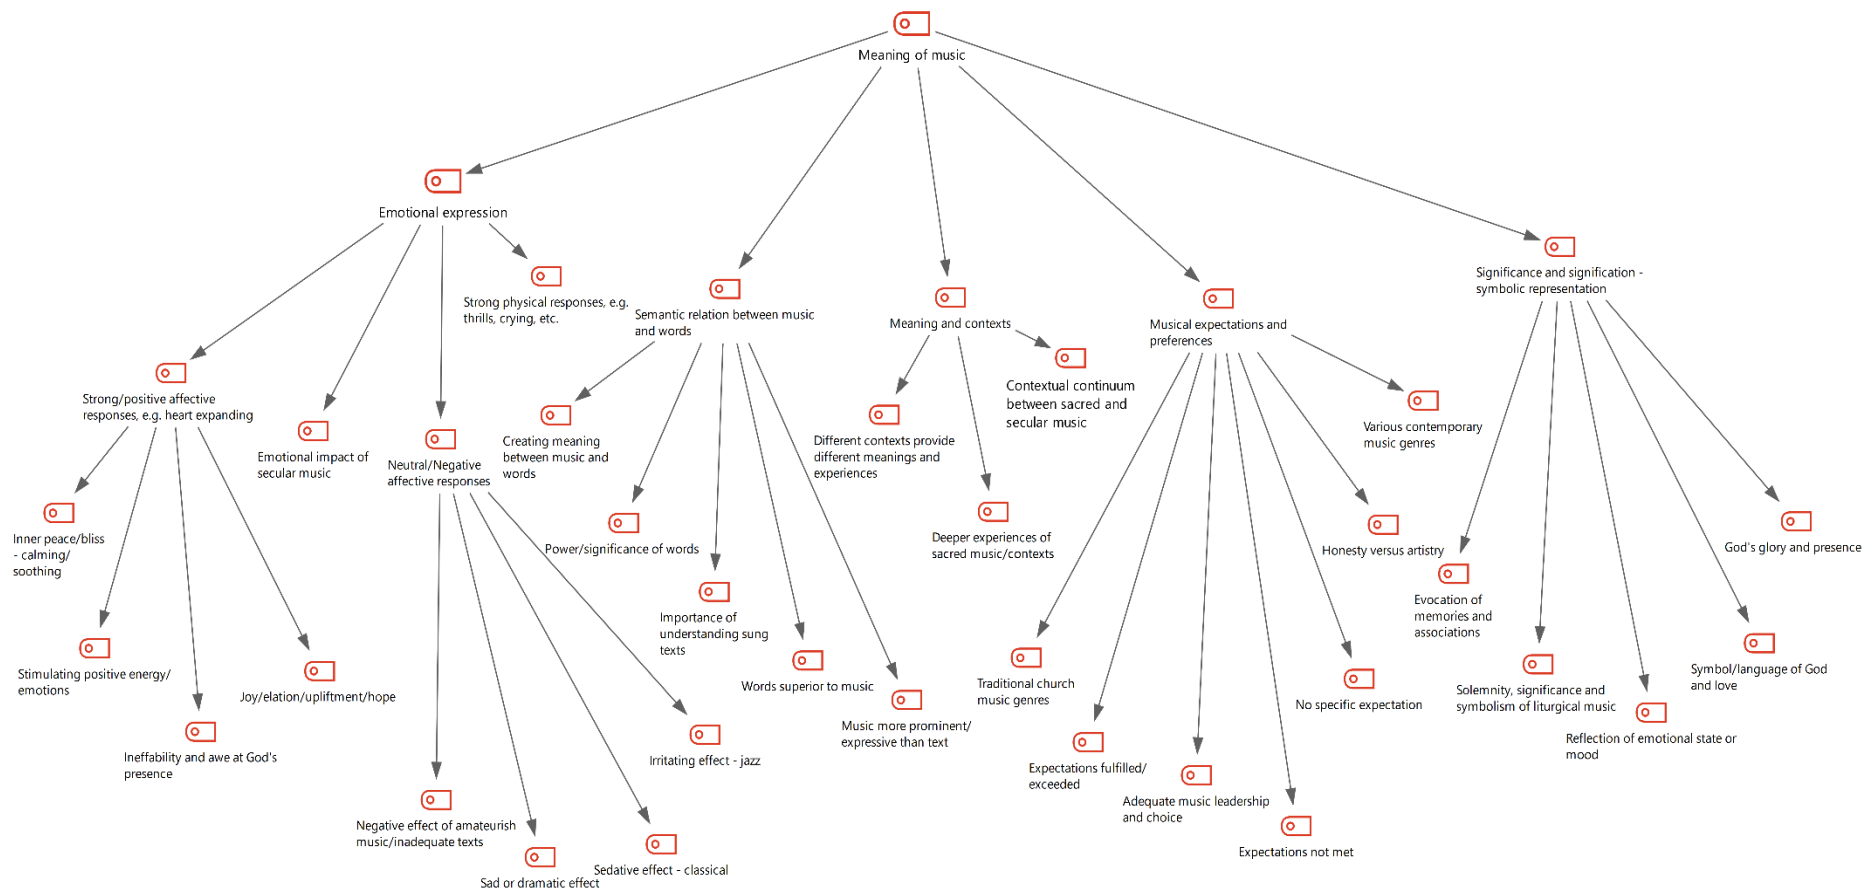 Meaning of music
Emotional expression
Strong physical responses, e.g.
thrills, crying, etc.
Semantic relation between music
and words
Meaning and contexts
Musical expectations and
preferences
Significance and signification -
symbolic representation
Strong/positive affective
responses, e.g. heart expanding
Emotional impact of
secular music
Neutral/Negative
affective responses
Creating meaning
between music and
words
Different contexts provide
different meanings and
experiences
Contextual continuum
between sacred and
secular music
Various contemporary
music genres
Inner peace/bliss
- calming/
soothing
Power/significance of words
Deeper experiences of
sacred music/contexts
Honesty versus artistry
God's glory and presence
Evocation of
memories and
associations
Importance of
understanding sung
texts
Stimulating positive energy/
emotions
Joy/elation/upliftment/hope
Words superior to music
Traditional church
music genres
No specific expectation
Solemnity, significance and
symbolism of liturgical music
Symbol/language of God
and love
Ineffability and awe at God's
presence
Irritating effect - jazz
Music more prominent/
expressive than text
Expectations fulfilled/
exceeded
Reflection of emotional state or
mood
Negative effect of amateurish
music/inadequate texts
Adequate music leadership
and choice
Sad or dramatic effect
Sedative effect - classical
Expectations not met